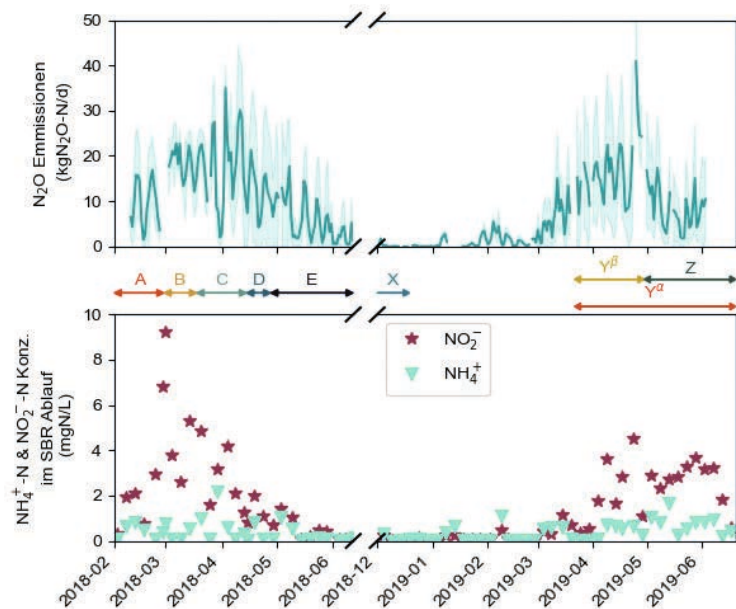 N₂O Emmissionen
(kgN₂O-N/d)
50
40
30
20
10
0
A B C D E X Yᵝ Z
Yᵅ
NH₄⁺-N & NO₂⁻-N Konz.
im SBR Ablauf
(mgN/L)
10
8
6
4
2
0
NO₂⁻
NH₄⁺
2018-02 2018-03 2018-04 2018-05 2018-06 2018-12 2019-01 2019-02 2019-03 2019-04 2019-05 2019-06